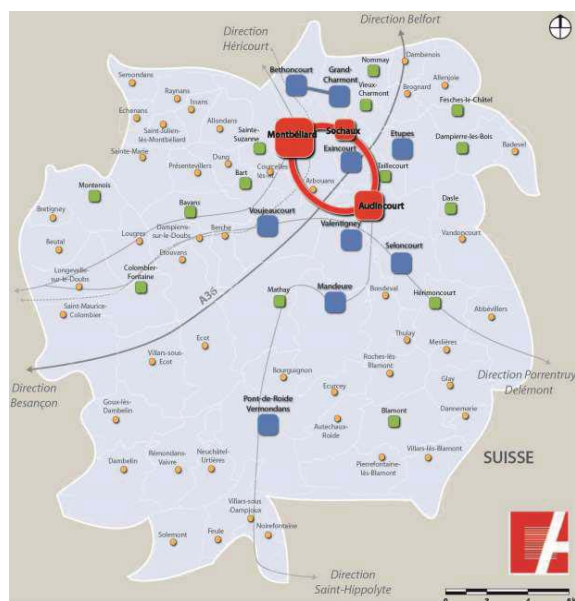 Direction Belfort
Direction
Héricourt
Nommay
Dambenois
Bethoncourt
Grand-
Charmont
Semondans
Raynans
Vieux-
Charmont
Brognard
Allenjoie
Issans
Fesches-le-Châtel
Echenans
Allondans
Saint-Julien-
lès-Montbéliard
Sainte-
Suzanne
Montbéliard
Sochaux
Etupes
Dampierre-les-Bois
Badevel
Sainte-Marie
Exincourt
Présentevillers
Dung
Courcelles
Taillecourt
Bart
Arbouans
Montenois
Bavans
Voujeaucourt
Audincourt
Dasle
Bretigney
Valentigney
Vandoncourt
Lougres
Dampierre-
sur-le-Doubs
Berche
Beutal
Etouvans
Seloncourt
Longevelle-
sur-le-Doubs
Colombier-
Fontaine
A36
Mathay
Mandeure
Bondeval
Hérimoncourt
Abbévillers
Saint-Maurice-
Colombier
Thulay
Meslières
Ecot
Villars-sous-
Ecot
Roches-lès-
Blamont
Direction
Besançon
Direction Porrentruy
Delémont
Bourguignon
Ecurcey
Glay
Goux-lès-
Dambelin
Pont-de-Roide
Vermondans
Autechaux-
Roide
Blamont
Dannemarie
Dambelin
Rémondans-
Vaivre
Neuchâtel-
Urtières
Pierrefontaine-
lès-Blamont
Villars-lès-Blamont
SUISSE
Villars-sous
-Dampjoux
Solemont
Feule
Noirefontaine
Direction
Saint-Hippolyte
0
2